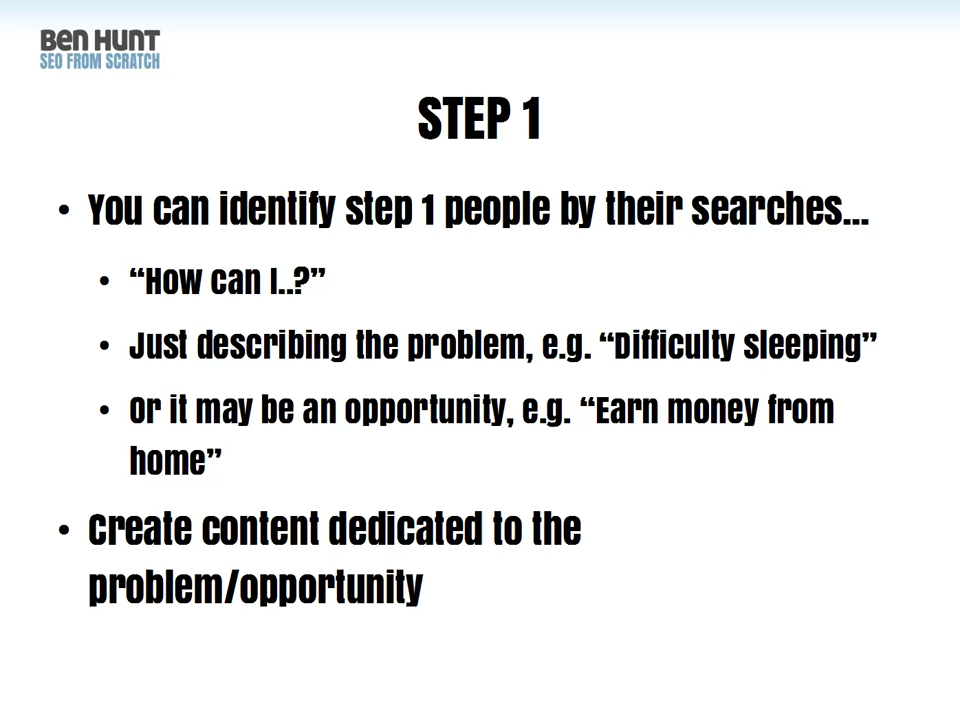 Ben Hunt
SEO FROM SCRATCH
STEP 1
• You can identify step 1 people by their searches...
• “How can I..?”
• Just describing the problem, e.g. “Difficulty sleeping”
• Or it may be an opportunity, e.g. “Earn money from
home”
• Create content dedicated to the
problem/opportunity